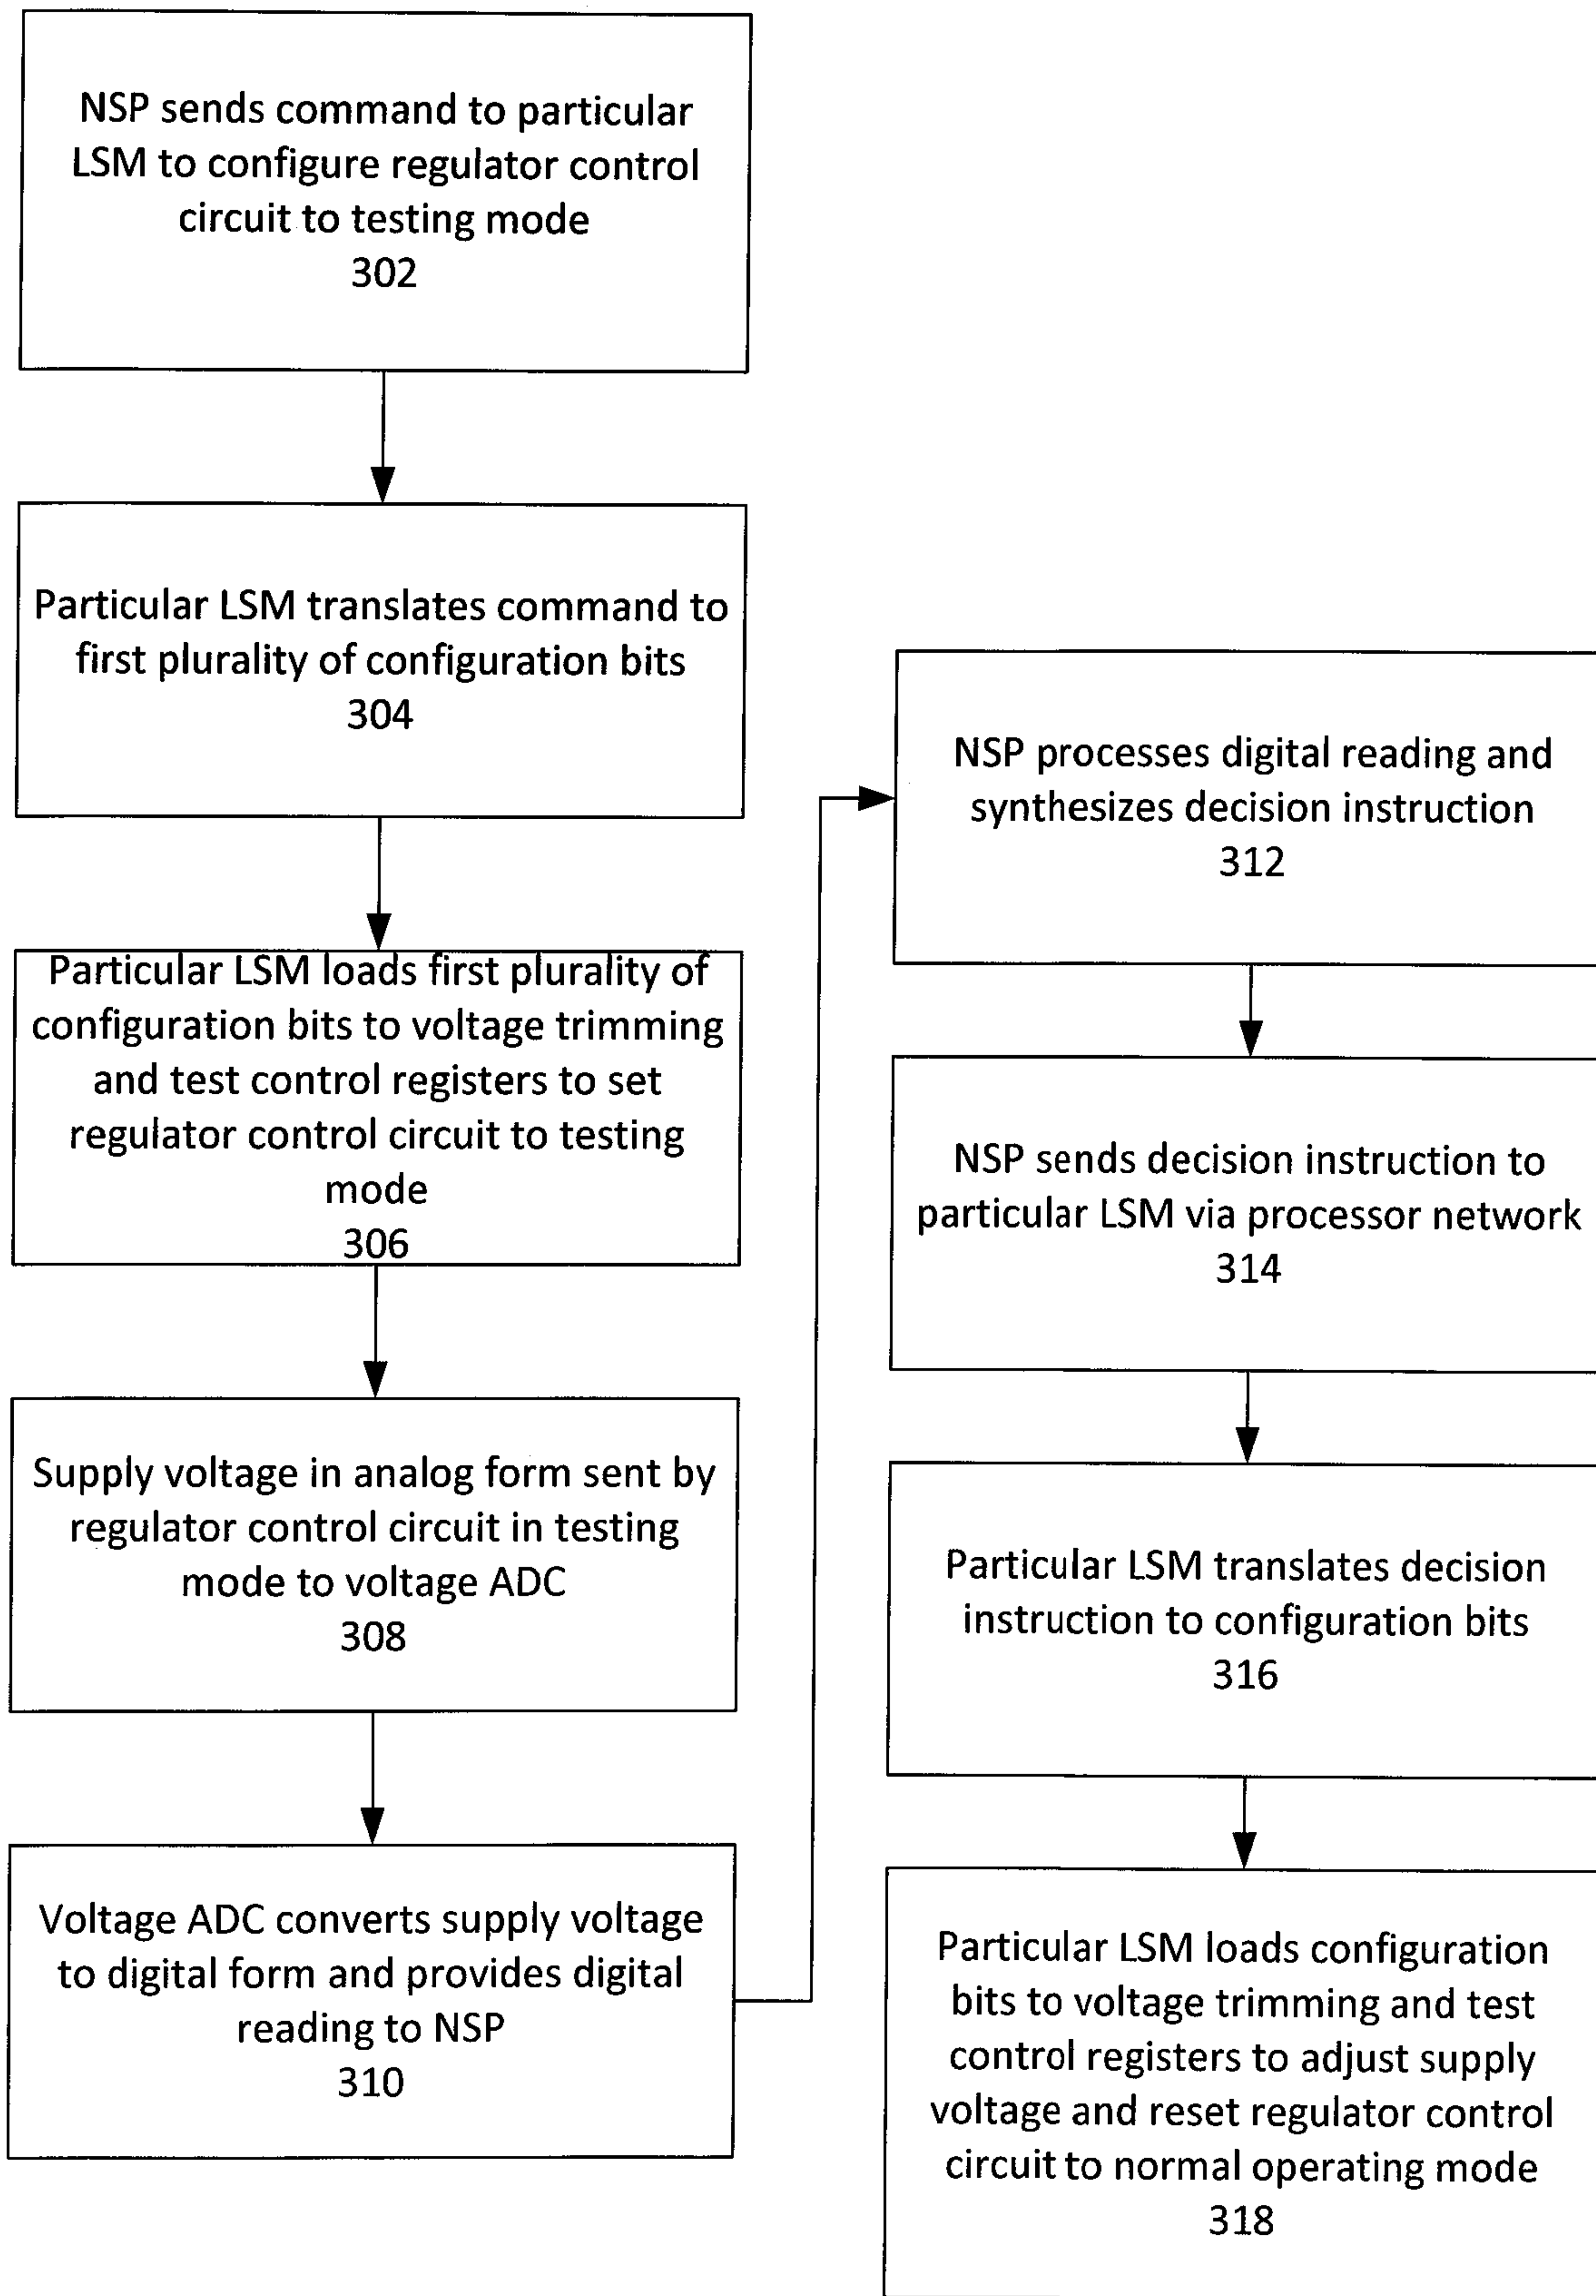 NSP sends command to particular
LSM to configure regulator control
circuit to testing mode
302
Particular LSM translates command to
first plurality of configuration bits
304
Particular LSM loads first plurality of
configuration bits to voltage trimming
and test control registers to set
regulator control circuit to testing
mode
306
Supply voltage in analog form sent by
regulator control circuit in testing
mode to voltage ADC
308
Voltage ADC converts supply voltage
to digital form and provides digital
reading to NSP
310
NSP processes digital reading and
synthesizes decision instruction
312
NSP sends decision instruction to
particular LSM via processor network
314
Particular LSM translates decision
instruction to configuration bits
316
Particular LSM loads configuration
bits to voltage trimming and test
control registers to adjust supply
voltage and reset regulator control
circuit to normal operating mode
318